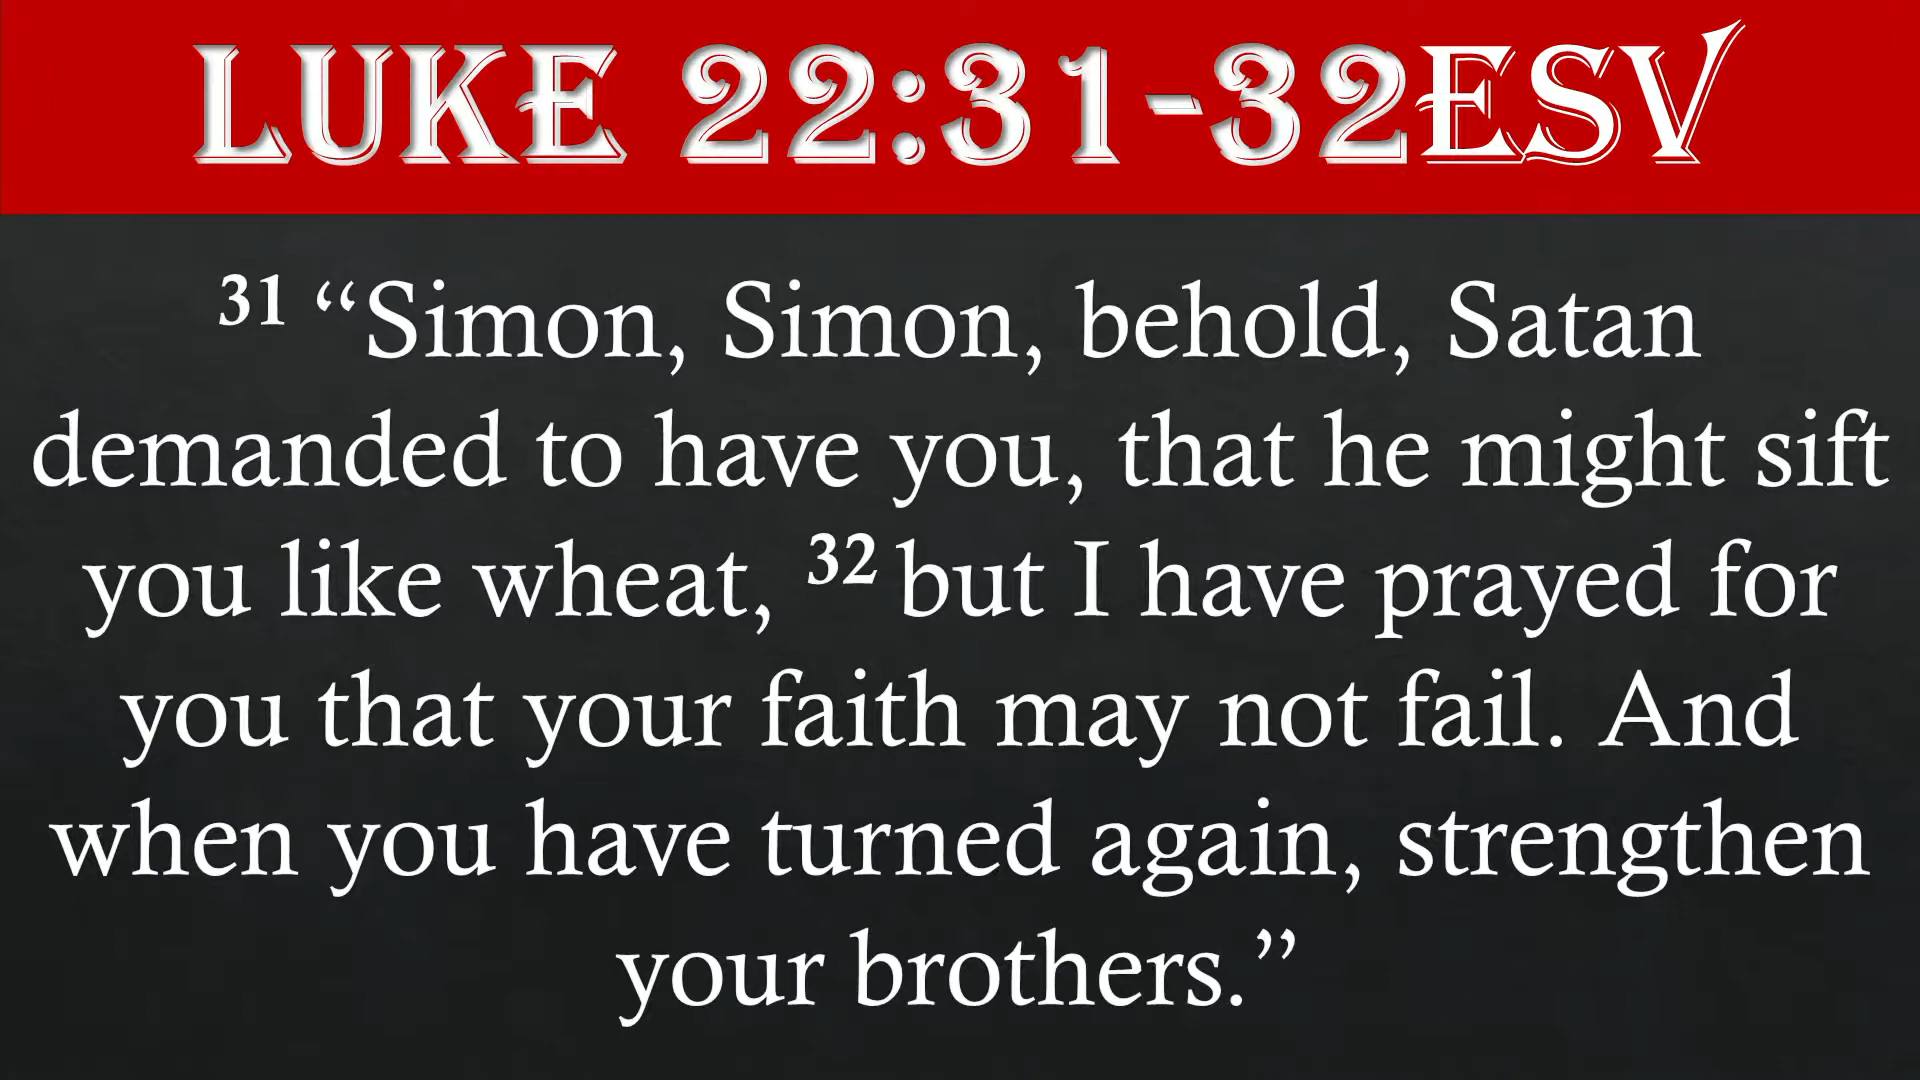 LUKE 22:31-32ESV
31 “Simon, Simon, behold, Satan
demanded to have you, that he might sift
you like wheat, 32 but I have prayed for
you that your faith may not fail. And
when you have turned again, strengthen
your brothers.”